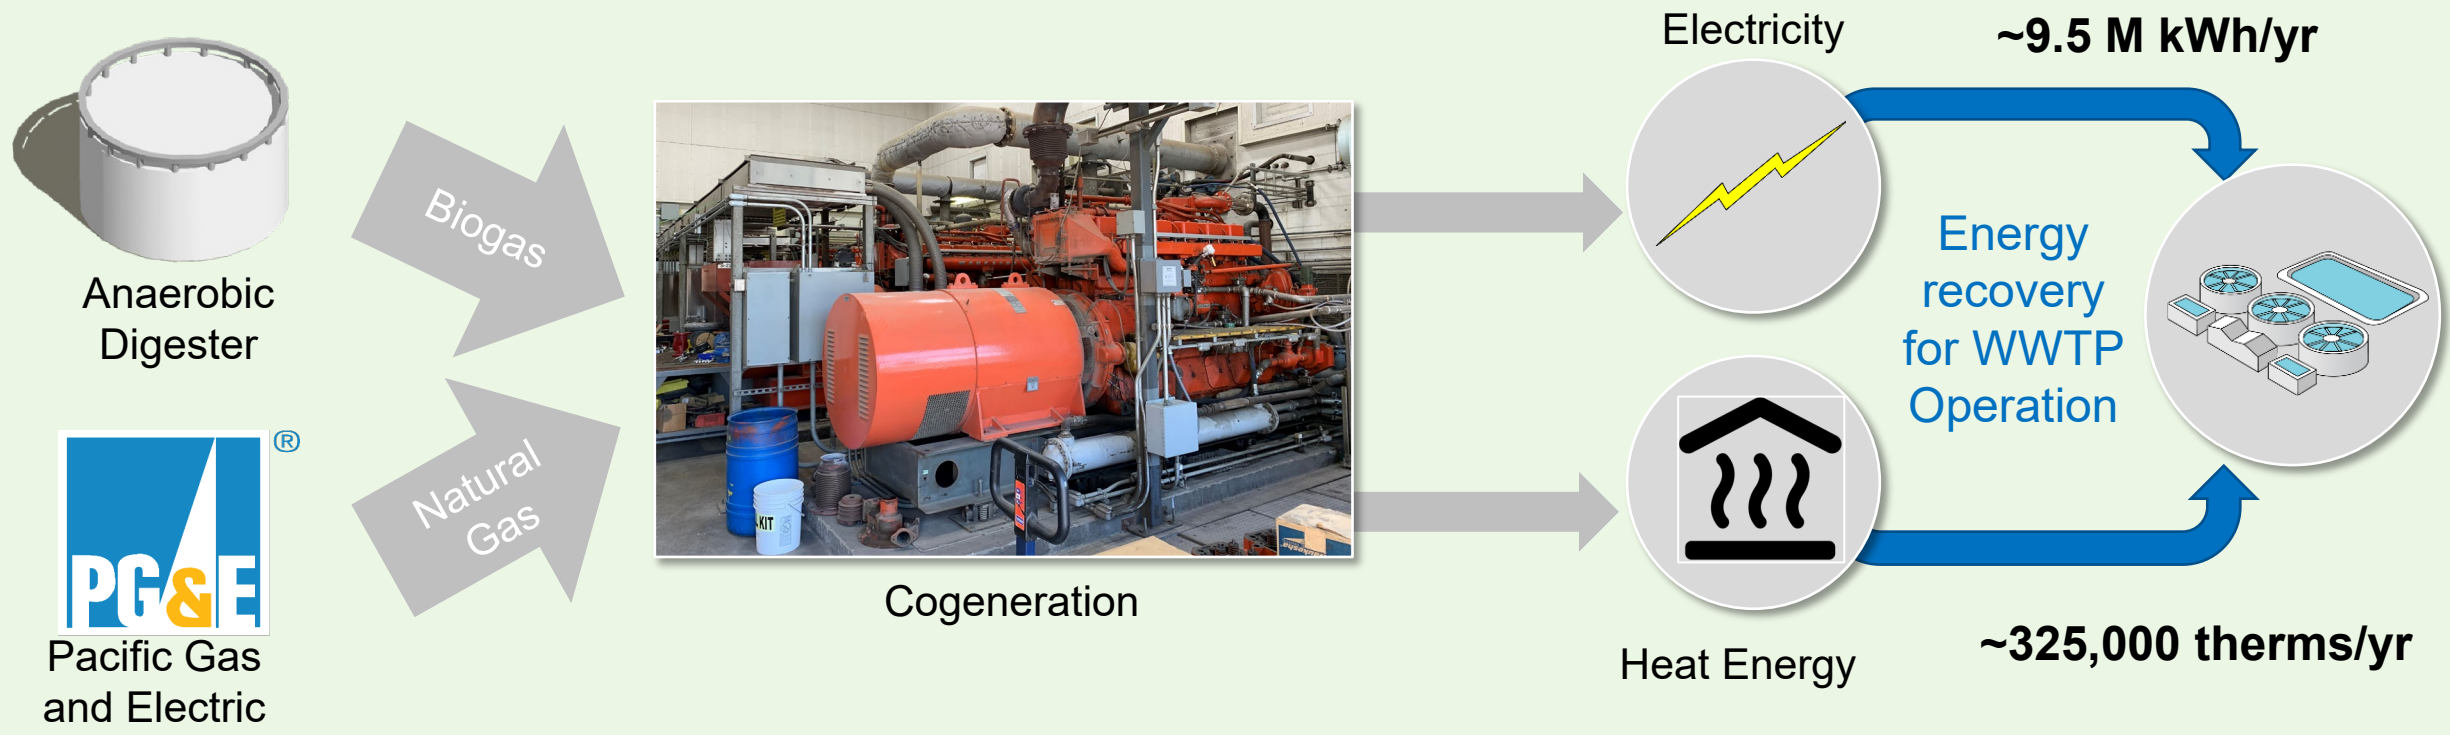 Anaerobic
Digester
PG&E
®
Pacific Gas
and Electric
Biogas
Natural
Gas
KIT
Cogeneration
Electricity
Heat Energy
~9.5 M kWh/yr
Energy
recovery
for WWTP
Operation
~325,000 therms/yr